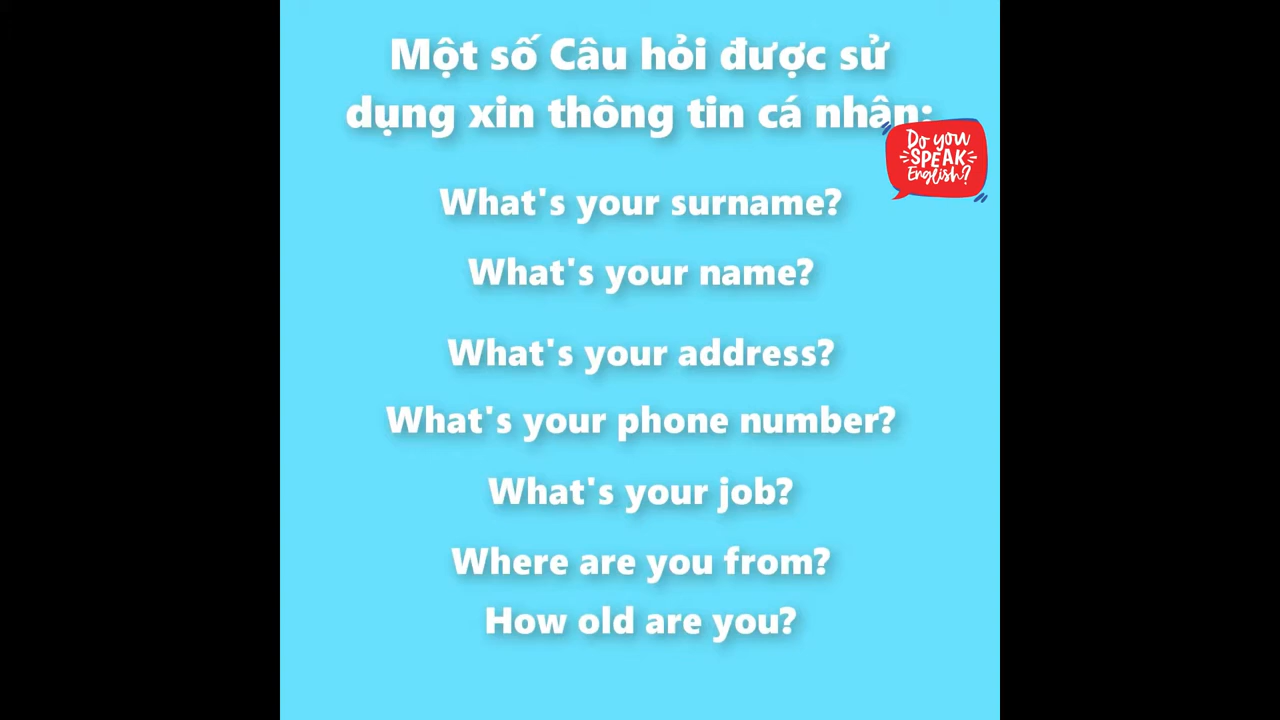 Một số Câu hỏi được sử
dụng xin thông tin cá nhân:
Do you
SPEAK
English?
What's your surname?
What's your name?
What's your address?
What's your phone number?
What's your job?
Where are you from?
How old are you?